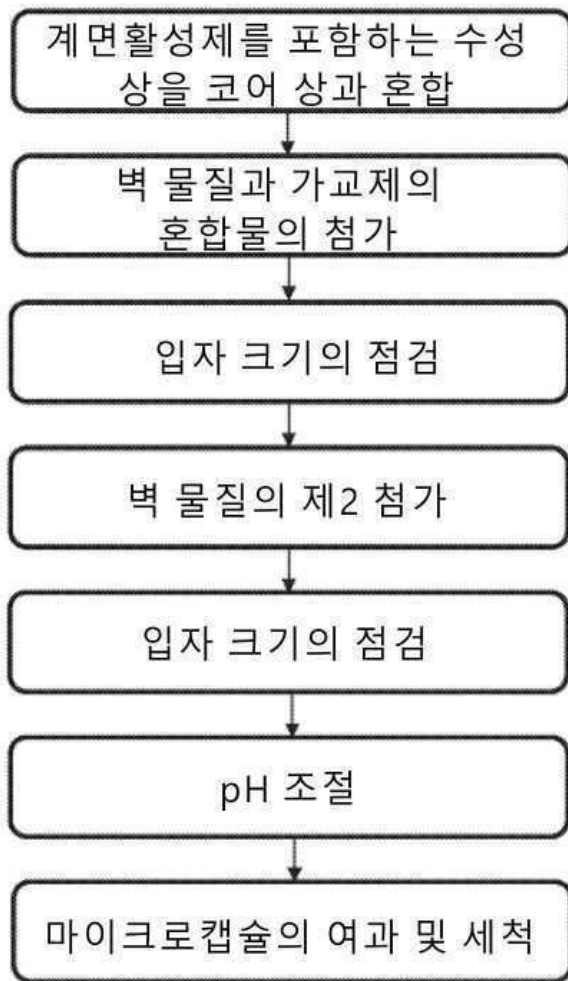 계면활성제를 포함하는 수성
상을 코어 상과 혼합
벽 물질과 가교제의
혼합물의 첨가
입자 크기의 점검
벽 물질의 제2 첨가
입자 크기의 점검
pH 조절
마이크로캡슐의 여과 및 세척